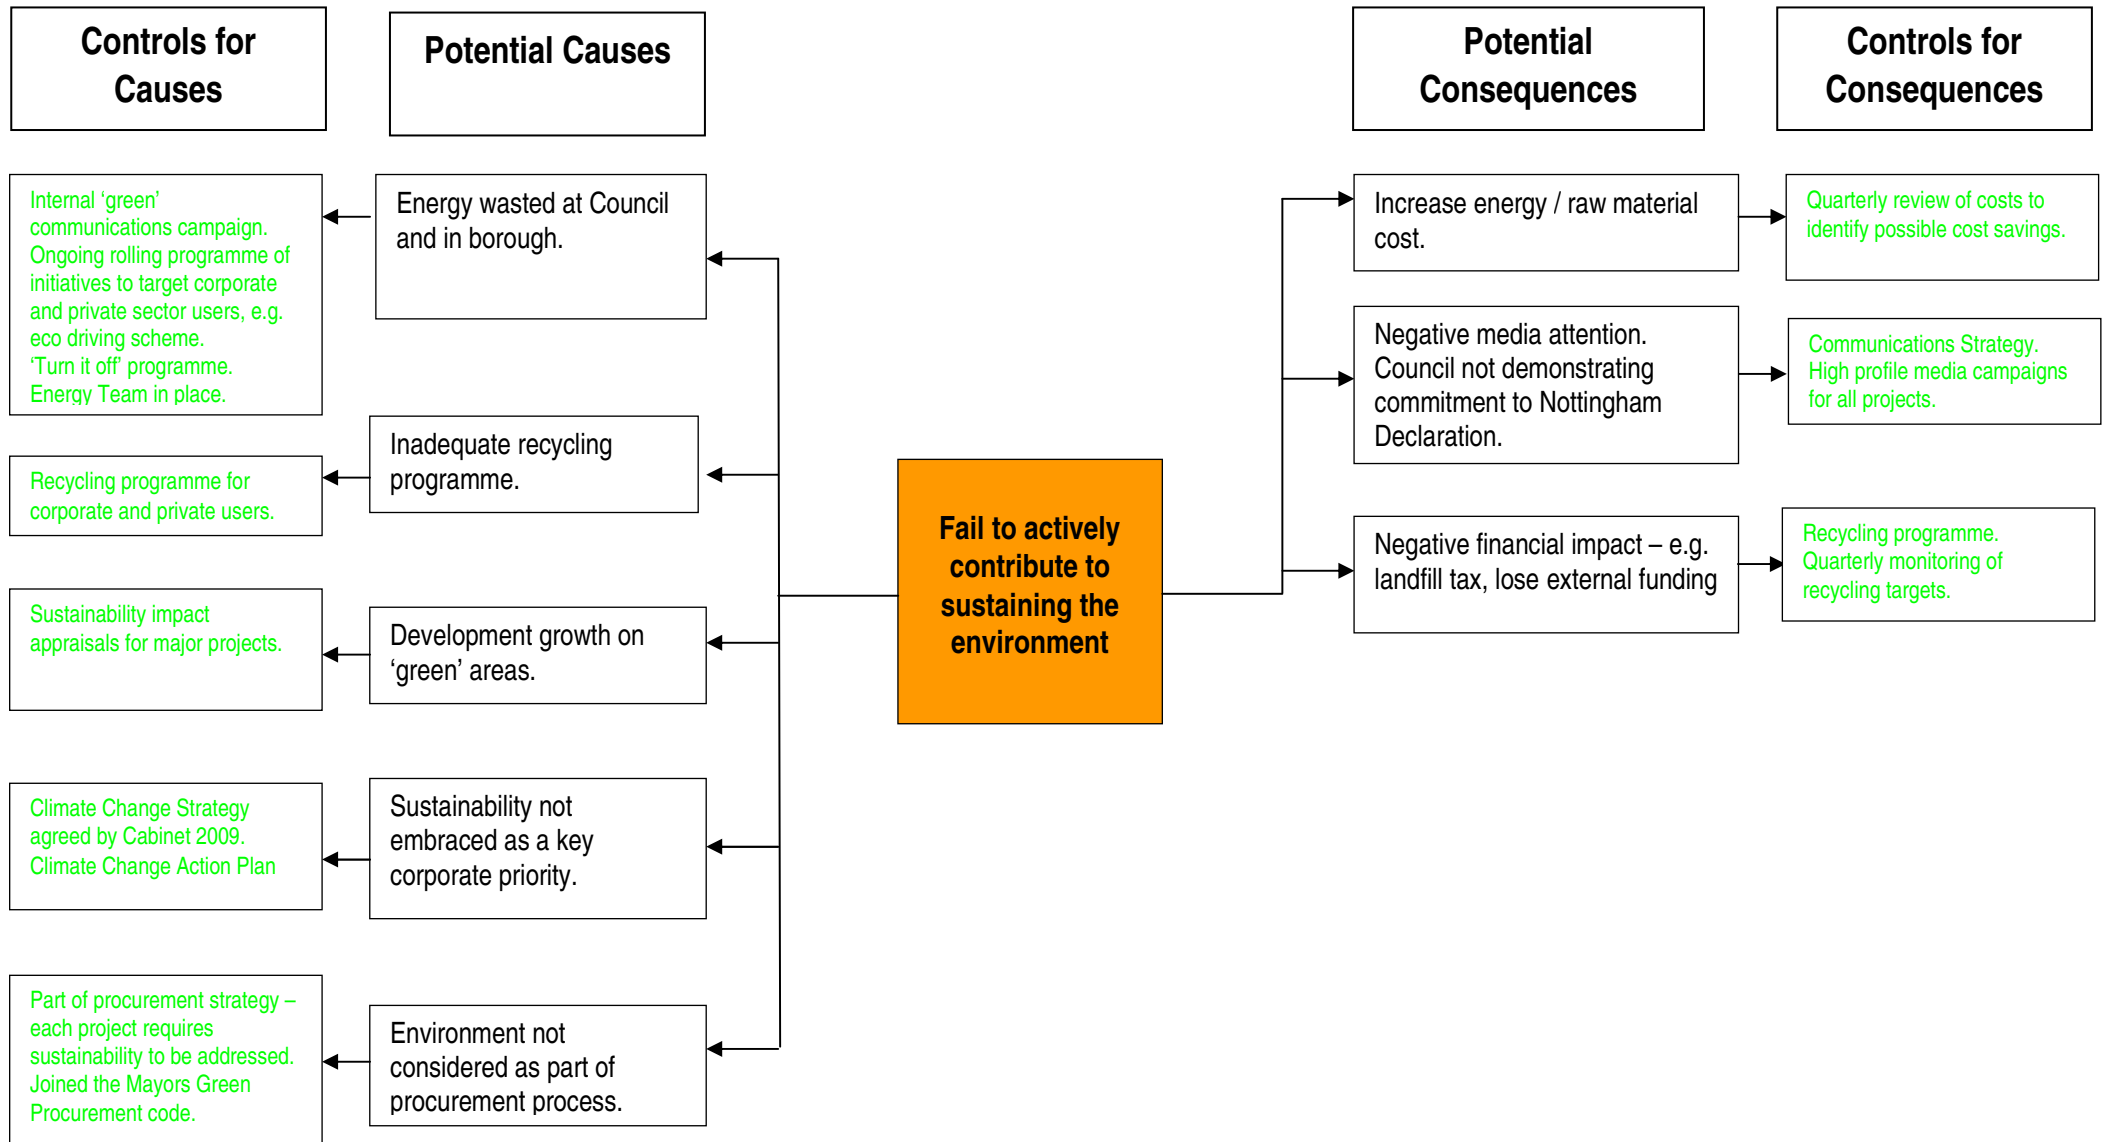 Controls for
Causes
Potential Causes
Potential
Consequences
Controls for
Consequences
Internal ‘green’
communications campaign.
Ongoing rolling programme of
initiatives to target corporate
and private sector users, e.g.
eco driving scheme.
‘Turn it off’ programme.
Energy Team in place.
Energy wasted at Council
and in borough.
Recycling programme for
corporate and private users.
Inadequate recycling
programme.
Sustainability impact
appraisals for major projects.
Development growth on
‘green’ areas.
Climate Change Strategy
agreed by Cabinet 2009.
Climate Change Action Plan
Sustainability not
embraced as a key
corporate priority.
Part of procurement strategy –
each project requires
sustainability to be addressed.
Joined the Mayors Green
Procurement code.
Environment not
considered as part of
procurement process.
Fail to actively
contribute to
sustaining the
environment
Increase energy / raw material
cost.
Quarterly review of costs to
identify possible cost savings.
Negative media attention.
Council not demonstrating
commitment to Nottingham
Declaration.
Communications Strategy.
High profile media campaigns
for all projects.
Negative financial impact – e.g.
landfill tax, lose external funding
Recycling programme.
Quarterly monitoring of
recycling targets.